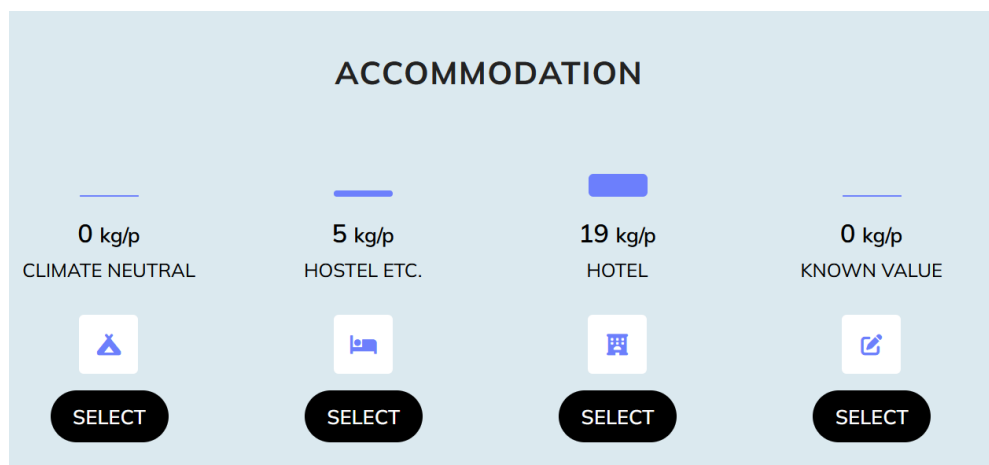 ACCOMMODATION
0 kg/p
CLIMATE NEUTRAL
SELECT
5 kg/p
HOSTEL ETC.
SELECT
19 kg/p
HOTEL
SELECT
0 kg/p
KNOWN VALUE
SELECT